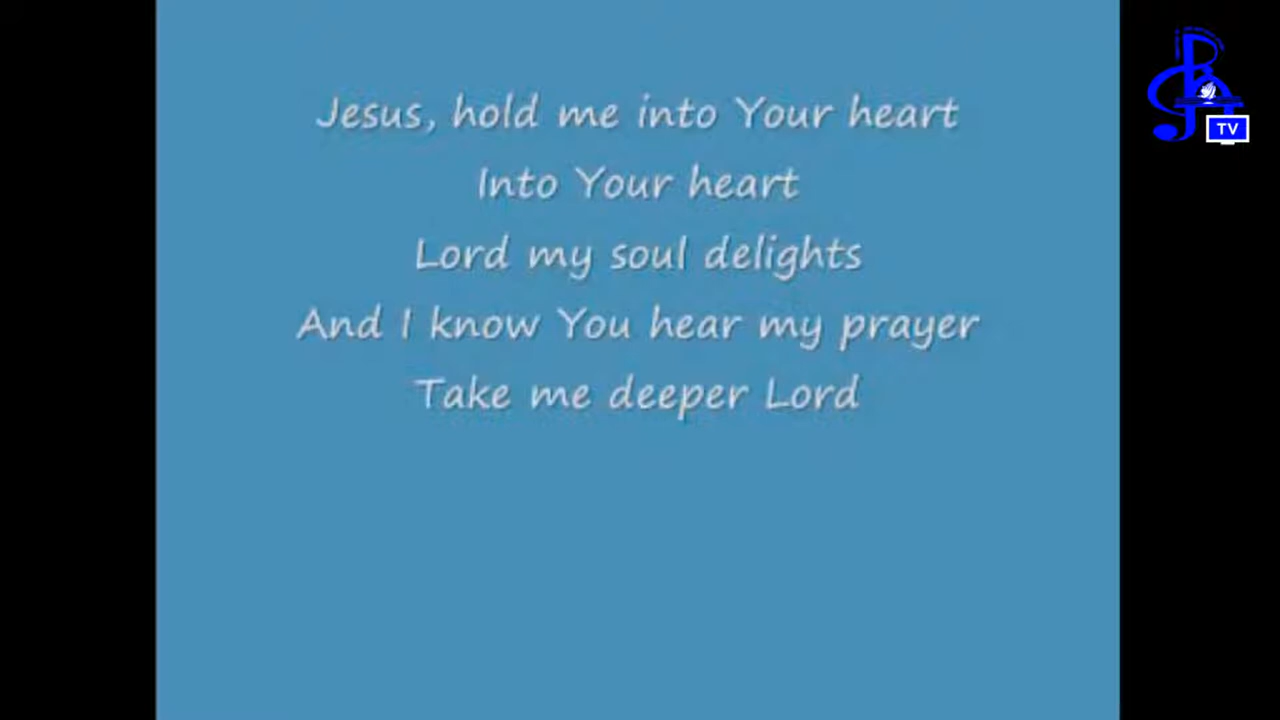 Jesus, hold me into Your heart
Into Your heart
Lord my soul delights
And I know You hear my prayer
Take me deeper Lord
TV